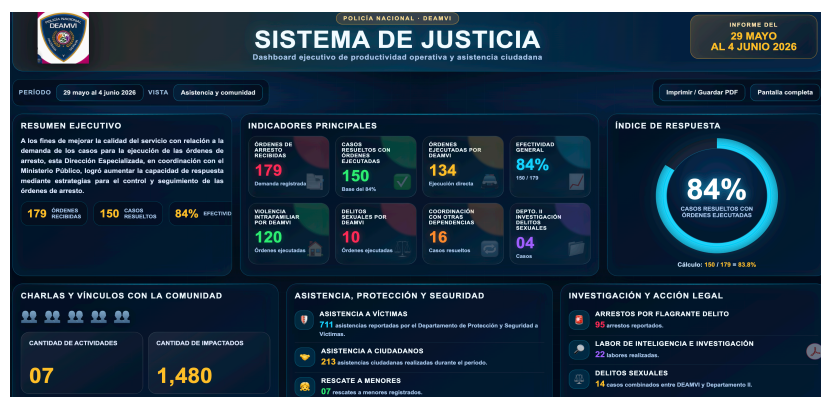 POLICÍA NACIONAL
DEAMVI
POLICÍA NACIONAL · DEAMVI
SISTEMA DE JUSTICIA
Dashboard ejecutivo de productividad operativa y asistencia ciudadana
INFORME DEL
29 MAYO
AL 4 JUNIO 2026
PERÍODO
29 mayo al 4 junio 2026
VISTA
Asistencia y comunidad
Imprimir / Guardar PDF
Pantalla completa
RESUMEN EJECUTIVO
A los fines de mejorar la calidad del servicio con relación a la
demanda de los casos para la ejecución de las órdenes de
arresto, esta Dirección Especializada, en coordinación con el
Ministerio Público, logró aumentar la capacidad de respuesta
mediante estrategias para el control y seguimiento de las
órdenes de arresto.
179 ÓRDENES
RECIBIDAS
150 CASOS
RESUELTOS
84% EFECTIVID
INDICADORES PRINCIPALES
ÓRDENES DE
ARRESTO
RECIBIDAS
179
Demanda registrada
CASOS
RESUELTOS CON
ÓRDENES
EJECUTADAS
150
Base del 84%
ÓRDENES
EJECUTADAS POR
DEAMVI
134
Ejecución directa
EFECTIVIDAD
GENERAL
84%
150 / 179
VIOLENCIA
INTRAFAMILIAR
POR DEAMVI
120
Órdenes ejecutadas
DELITOS
SEXUALES POR
DEAMVI
10
Órdenes ejecutadas
COORDINACIÓN
CON OTRAS
DEPENDENCIAS
16
Casos resueltos
DEPTO. II
INVESTIGACIÓN
DELITOS
SEXUALES
04
Casos
ÍNDICE DE RESPUESTA
84%
CASOS RESUELTOS CON
ÓRDENES EJECUTADAS
Cálculo: 150 / 179 = 83.8%
CHARLAS Y VÍNCULOS CON LA COMUNIDAD
CANTIDAD DE ACTIVIDADES
07
CANTIDAD DE IMPACTADOS
1,480
ASISTENCIA, PROTECCIÓN Y SEGURIDAD
ASISTENCIA A VÍCTIMAS
711 asistencias reportadas por el Departamento de Protección y Seguridad a
Víctimas.
ASISTENCIA A CIUDADANOS
213 asistencias ciudadanas realizadas durante el período.
RESCATE A MENORES
07 rescates a menores registrados.
INVESTIGACIÓN Y ACCIÓN LEGAL
ARRESTOS POR FLAGRANTE DELITO
95 arrestos reportados.
LABOR DE INTELIGENCIA E INVESTIGACIÓN
22 labores realizadas.
DELITOS SEXUALES
14 casos combinados entre DEAMVI y Departamento II.